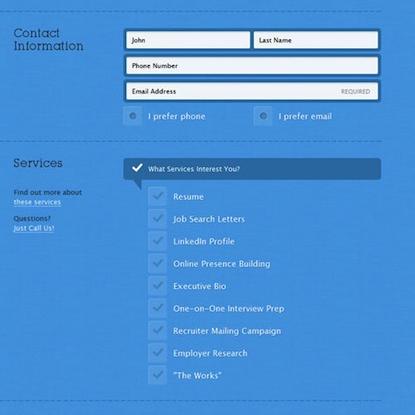 Contact
Information
John
Last Name
Phone Number
Email Address
REQUIRED
I prefer phone
I prefer email
Services
Find out more about
these services
Questions?
Just Call Us!
What Services Interest You?
Resume
Job Search Letters
LinkedIn Profile
Online Presence Building
Executive Bio
One-on-One Interview Prep
Recruiter Mailing Campaign
Employer Research
"The Works"